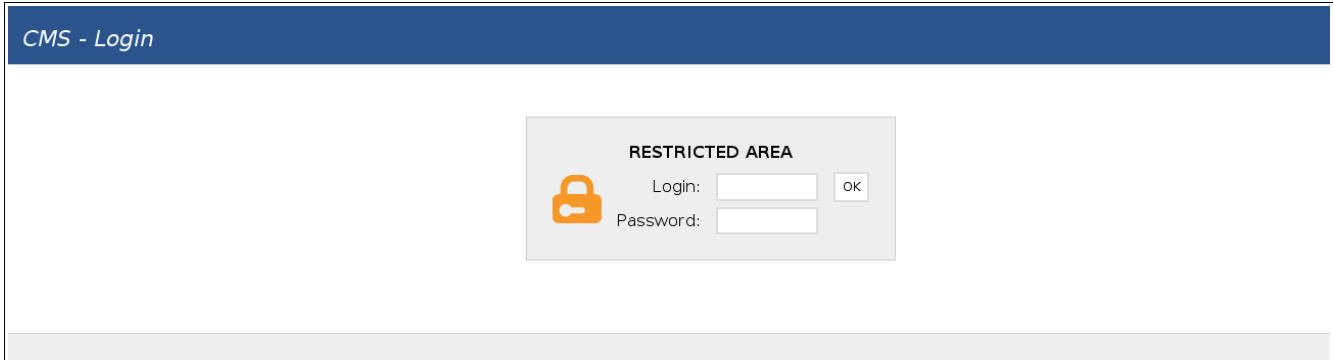 CMS - Login
RESTRICTED AREA
Login:
OK
Password: